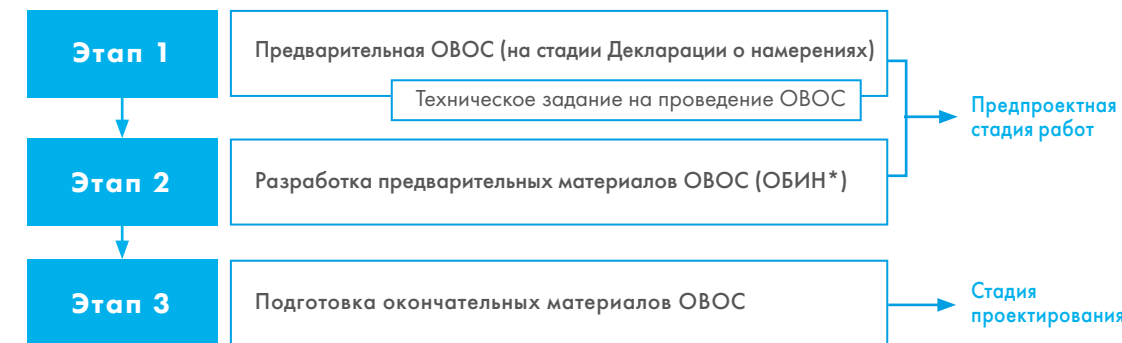 Этап 1
Предварительная ОВОС (на стадии Декларации о намерениях)
Техническое задание на проведение ОВОС
Предпроектная
стадия работ
Этап 2
Разработка предварительных материалов ОВОС (ОБИН*)
Этап 3
Подготовка окончательных материалов ОВОС
Стадия
проектирования